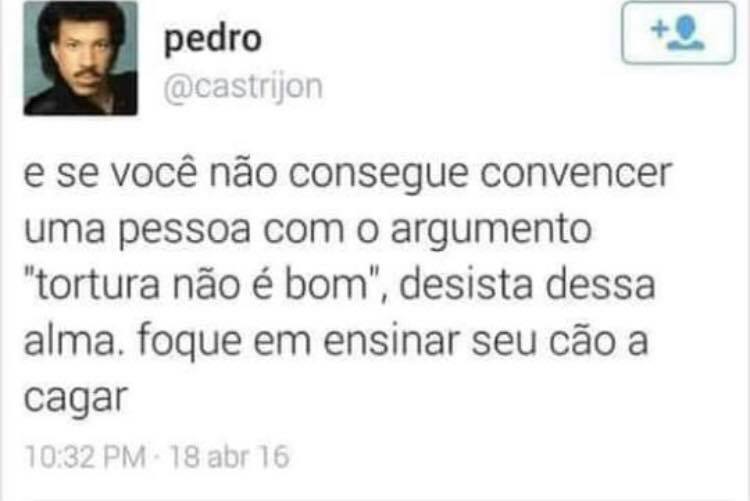 pedro
@castrijon
e se você não consegue convencer
uma pessoa com o argumento
"tortura não é bom", desista dessa
alma. foque em ensinar seu cão a
cagar
10:32 PM · 18 abr 16